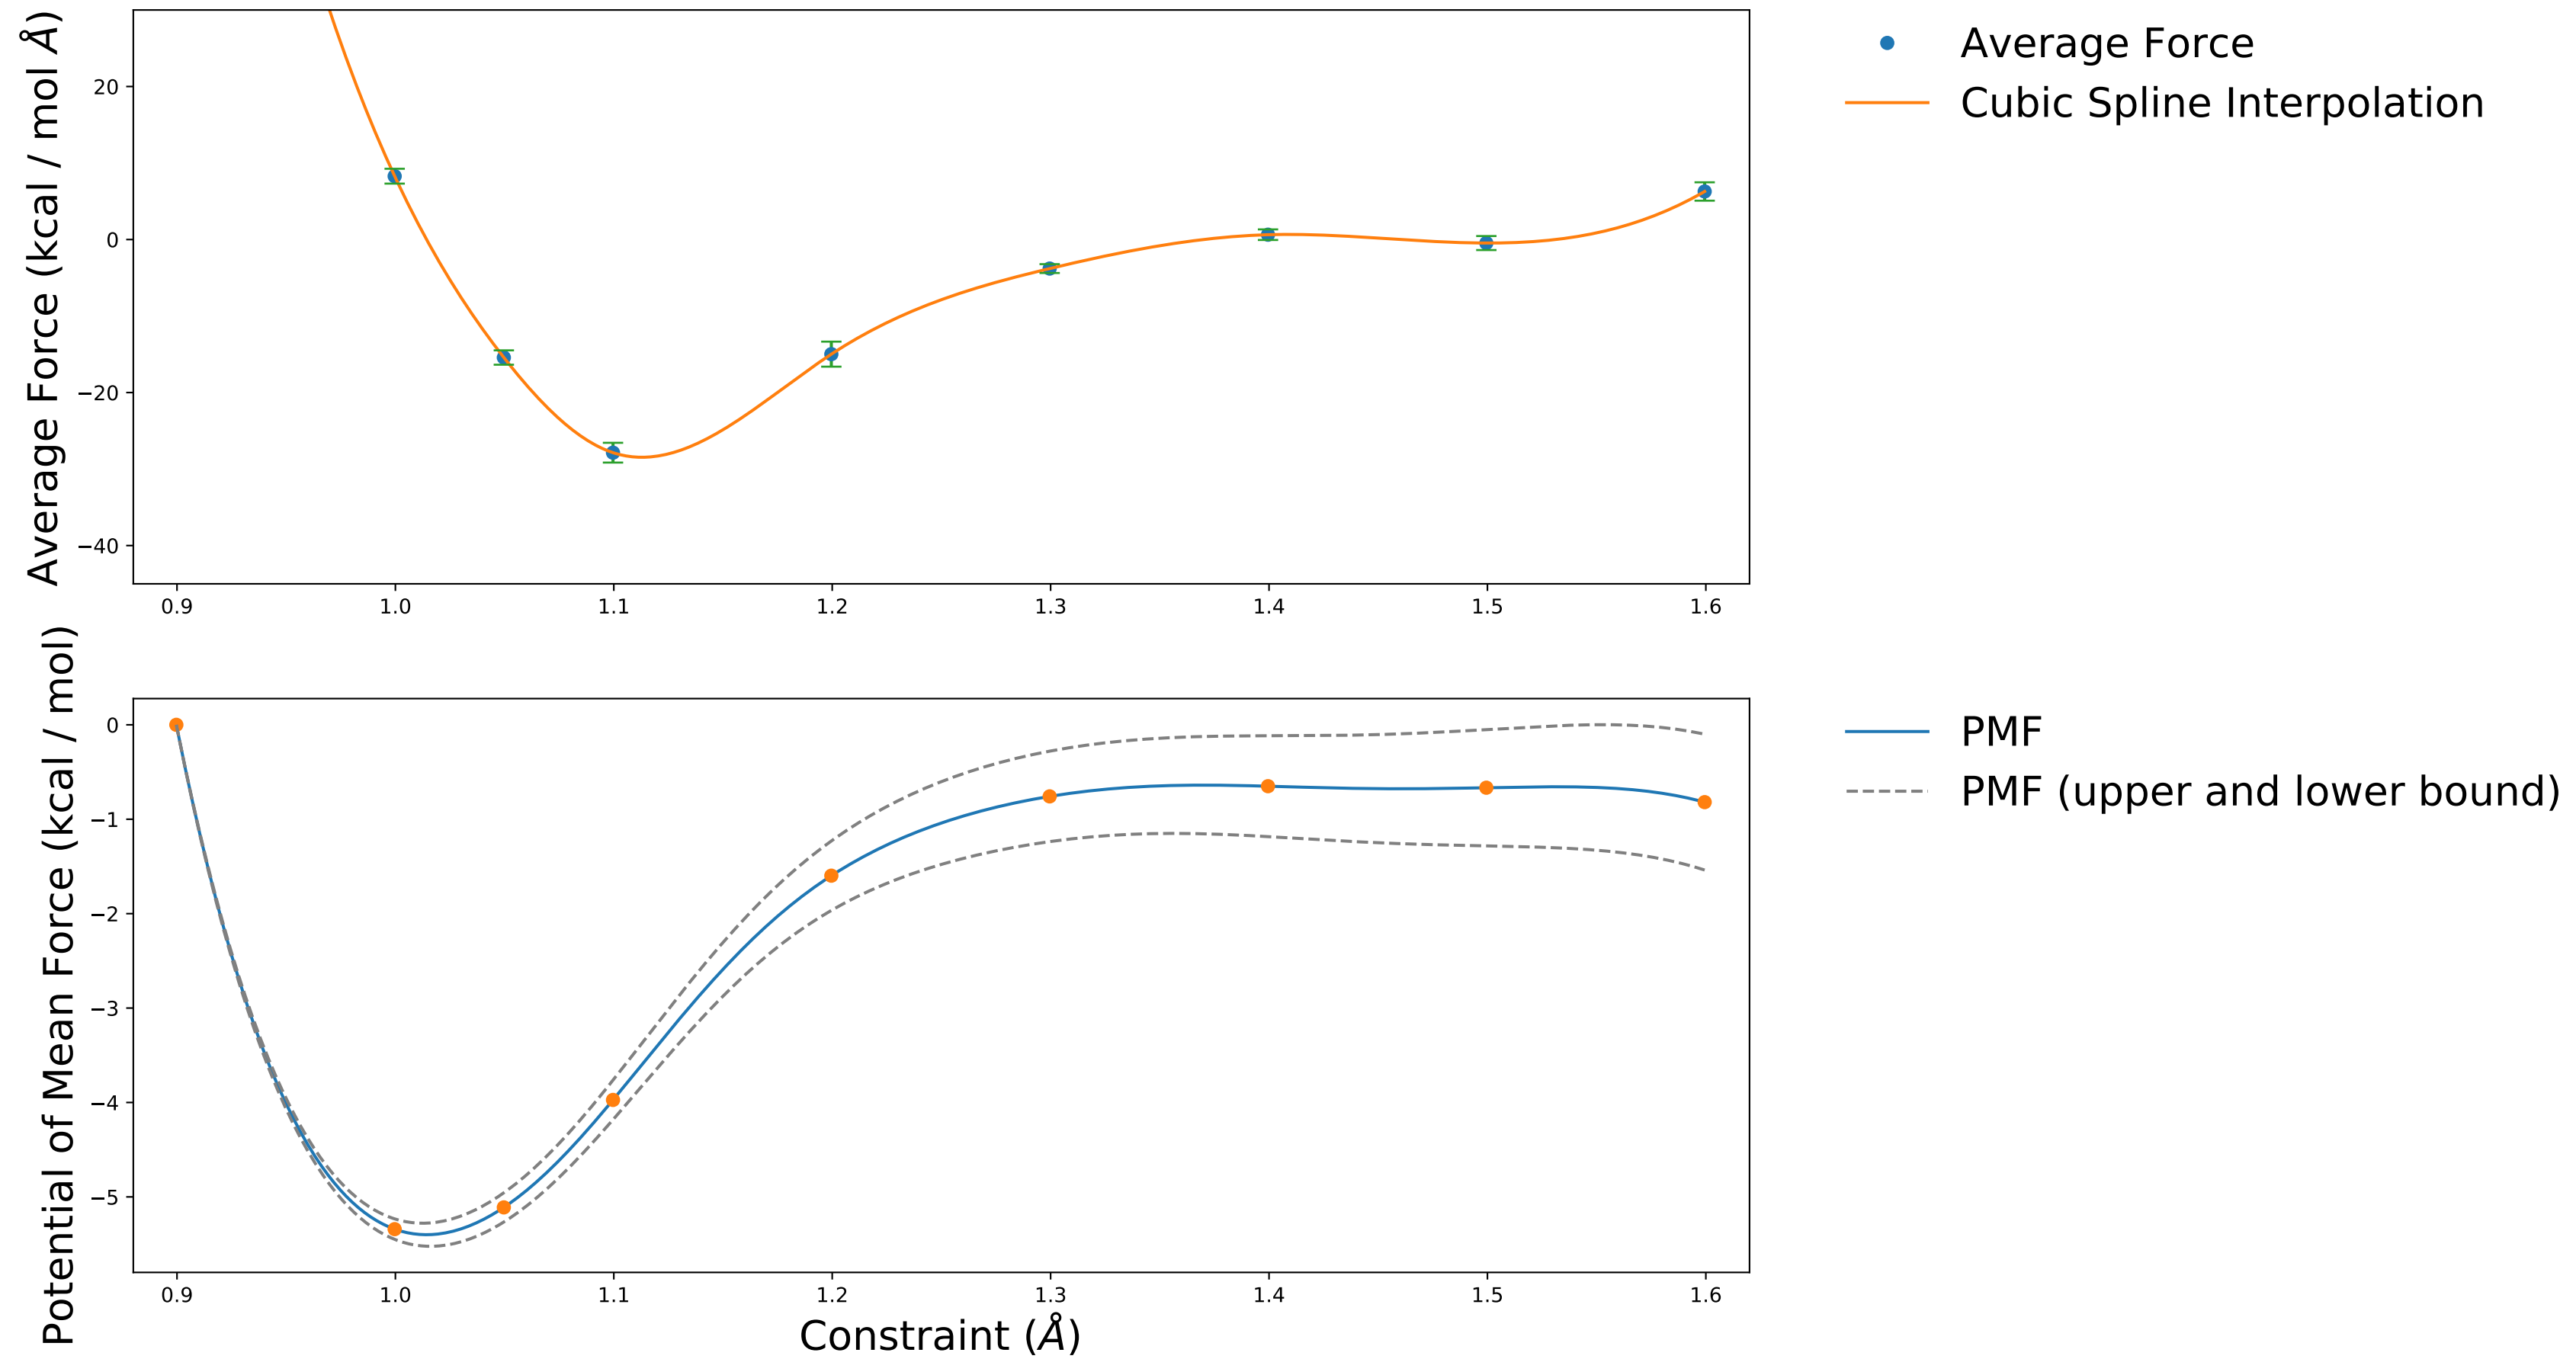 Average Force (kcal / mol Å)
20
0
−20
−40
0.9 1.0 1.1 1.2 1.3 1.4 1.5 1.6
Average Force
Cubic Spline Interpolation
Potential of Mean Force (kcal / mol)
0
−1
−2
−3
−4
−5
0.9 1.0 1.1 1.2 1.3 1.4 1.5 1.6
Constraint (Å)
PMF
PMF (upper and lower bound)